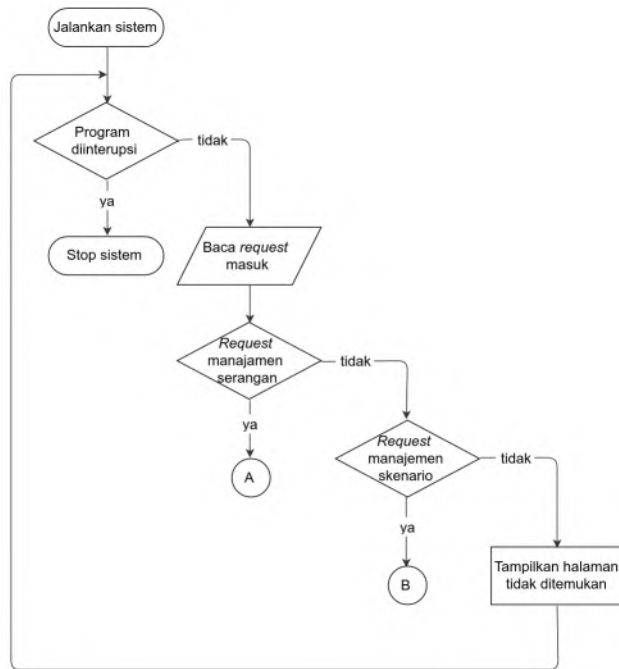 Jalankan sistem
Program
diinterupsi
tidak
ya
Stop sistem
Baca request
masuk
Request
manajamen
serangan
tidak
ya
A
Request
manajemen
skenario
tidak
ya
B
Tampilkan halaman
tidak ditemukan